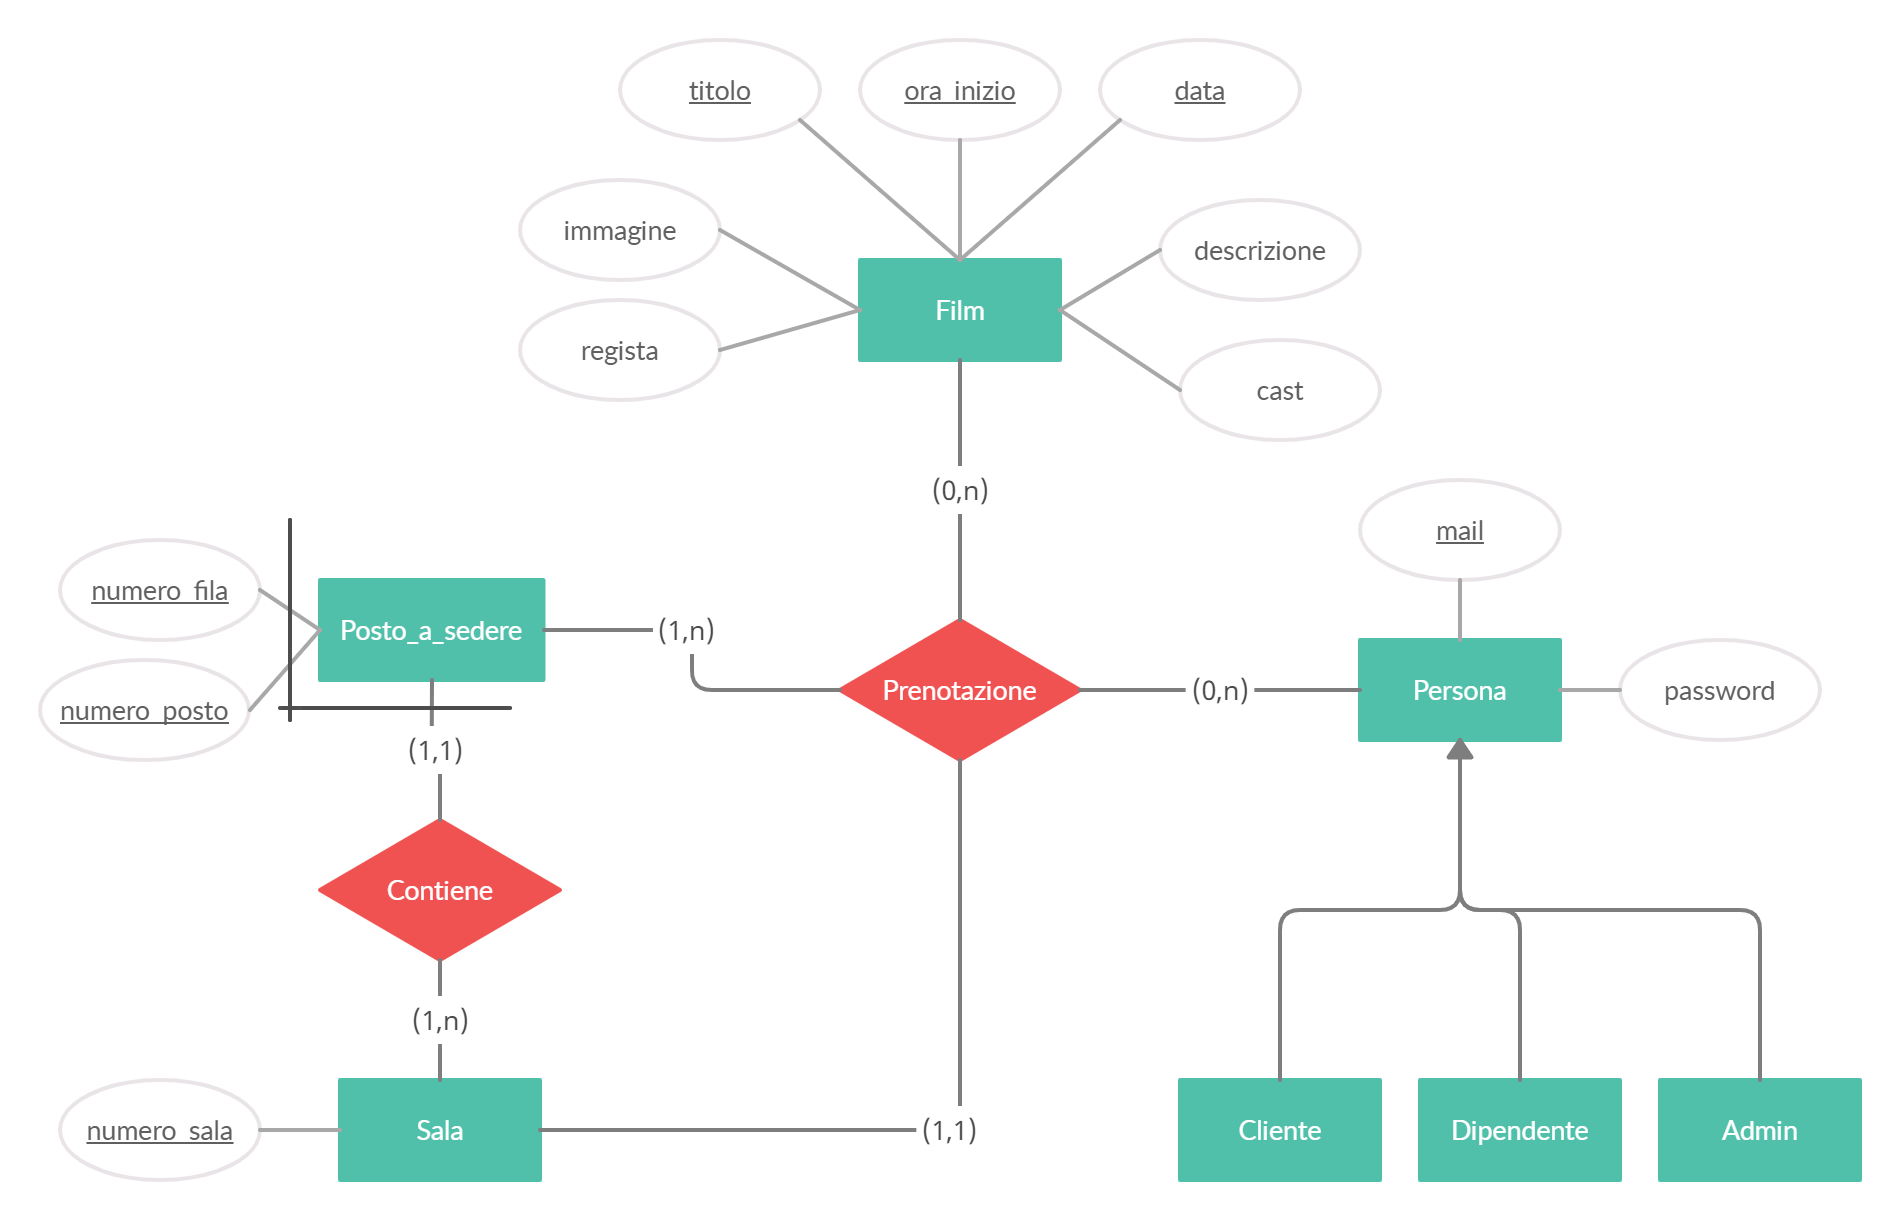 titolo
ora_inizio
data
immagine
descrizione
Film
regista
cast
(0,n)
mail
numero_fila
Posto_a_sedere
(1,n)
Prenotazione
(0,n)
Persona
password
numero_posto
(1,1)
Contiene
(1,n)
numero_sala
Sala
(1,1)
Cliente
Dipendente
Admin